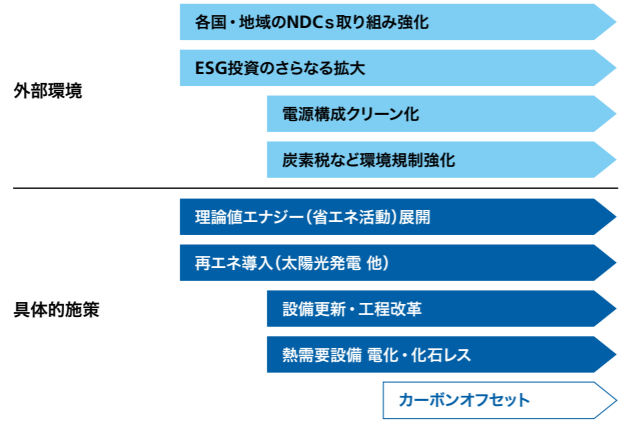 外部環境
各国・地域のNDCs取り組み強化
ESG投資のさらなる拡大
電源構成クリーン化
炭素税など環境規制強化
具体的施策
理論値エナジー(省エネ活動)展開
再エネ導入(太陽光発電 他)
設備更新・工程改革
熱需要設備 電化・化石レス
カーボンオフセット